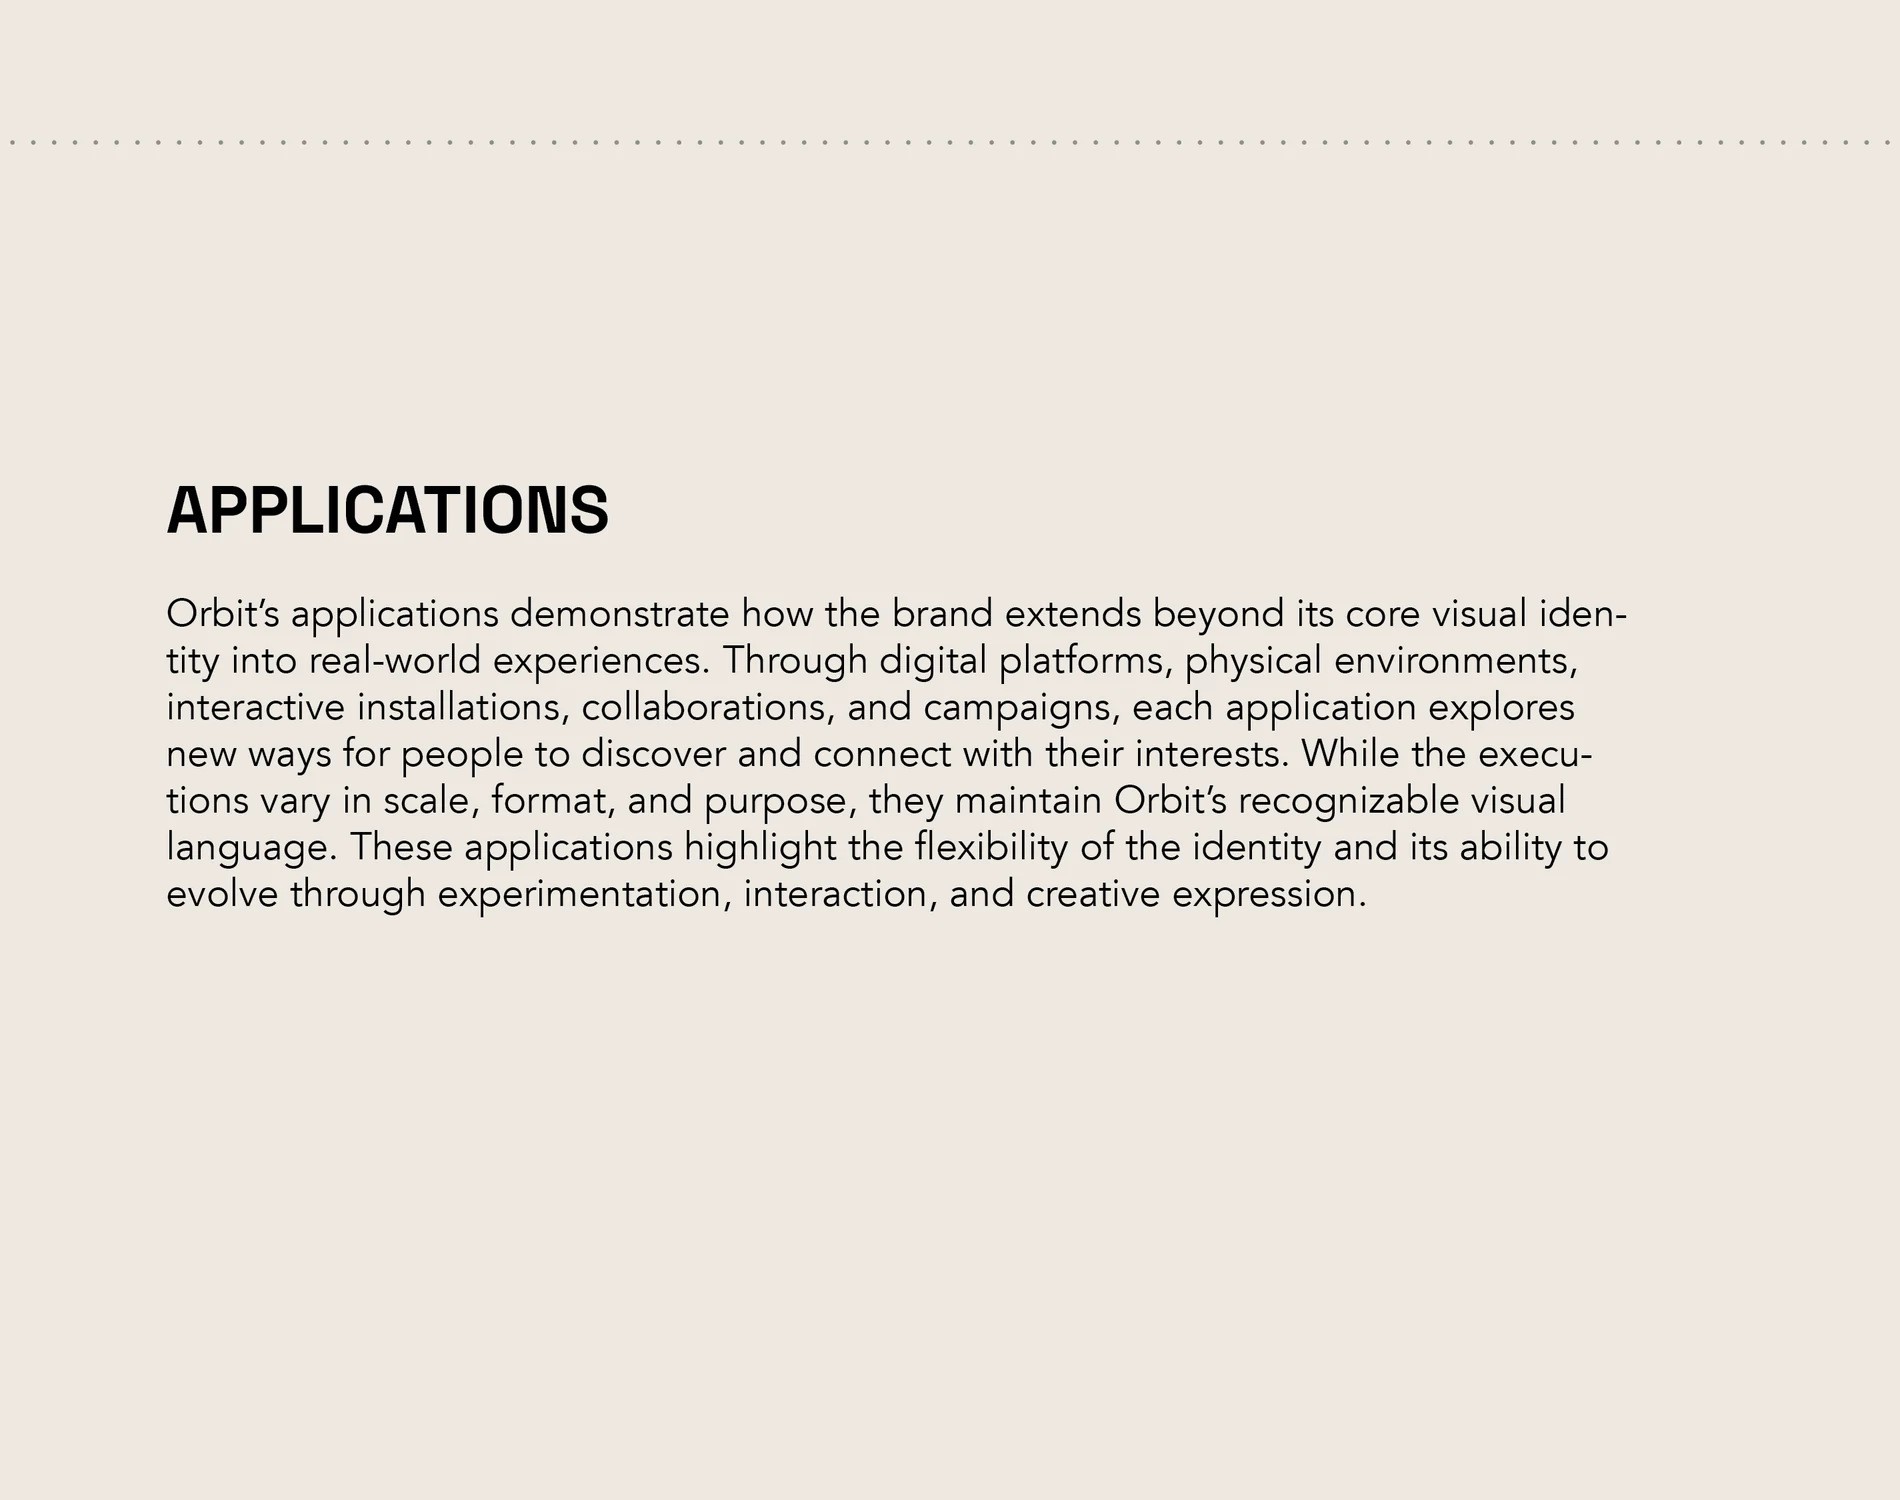 APPLICATIONS
Orbit’s applications demonstrate how the brand extends beyond its core visual iden-
tity into real-world experiences. Through digital platforms, physical environments,
interactive installations, collaborations, and campaigns, each application explores
new ways for people to discover and connect with their interests. While the execu-
tions vary in scale, format, and purpose, they maintain Orbit’s recognizable visual
language. These applications highlight the flexibility of the identity and its ability to
evolve through experimentation, interaction, and creative expression.